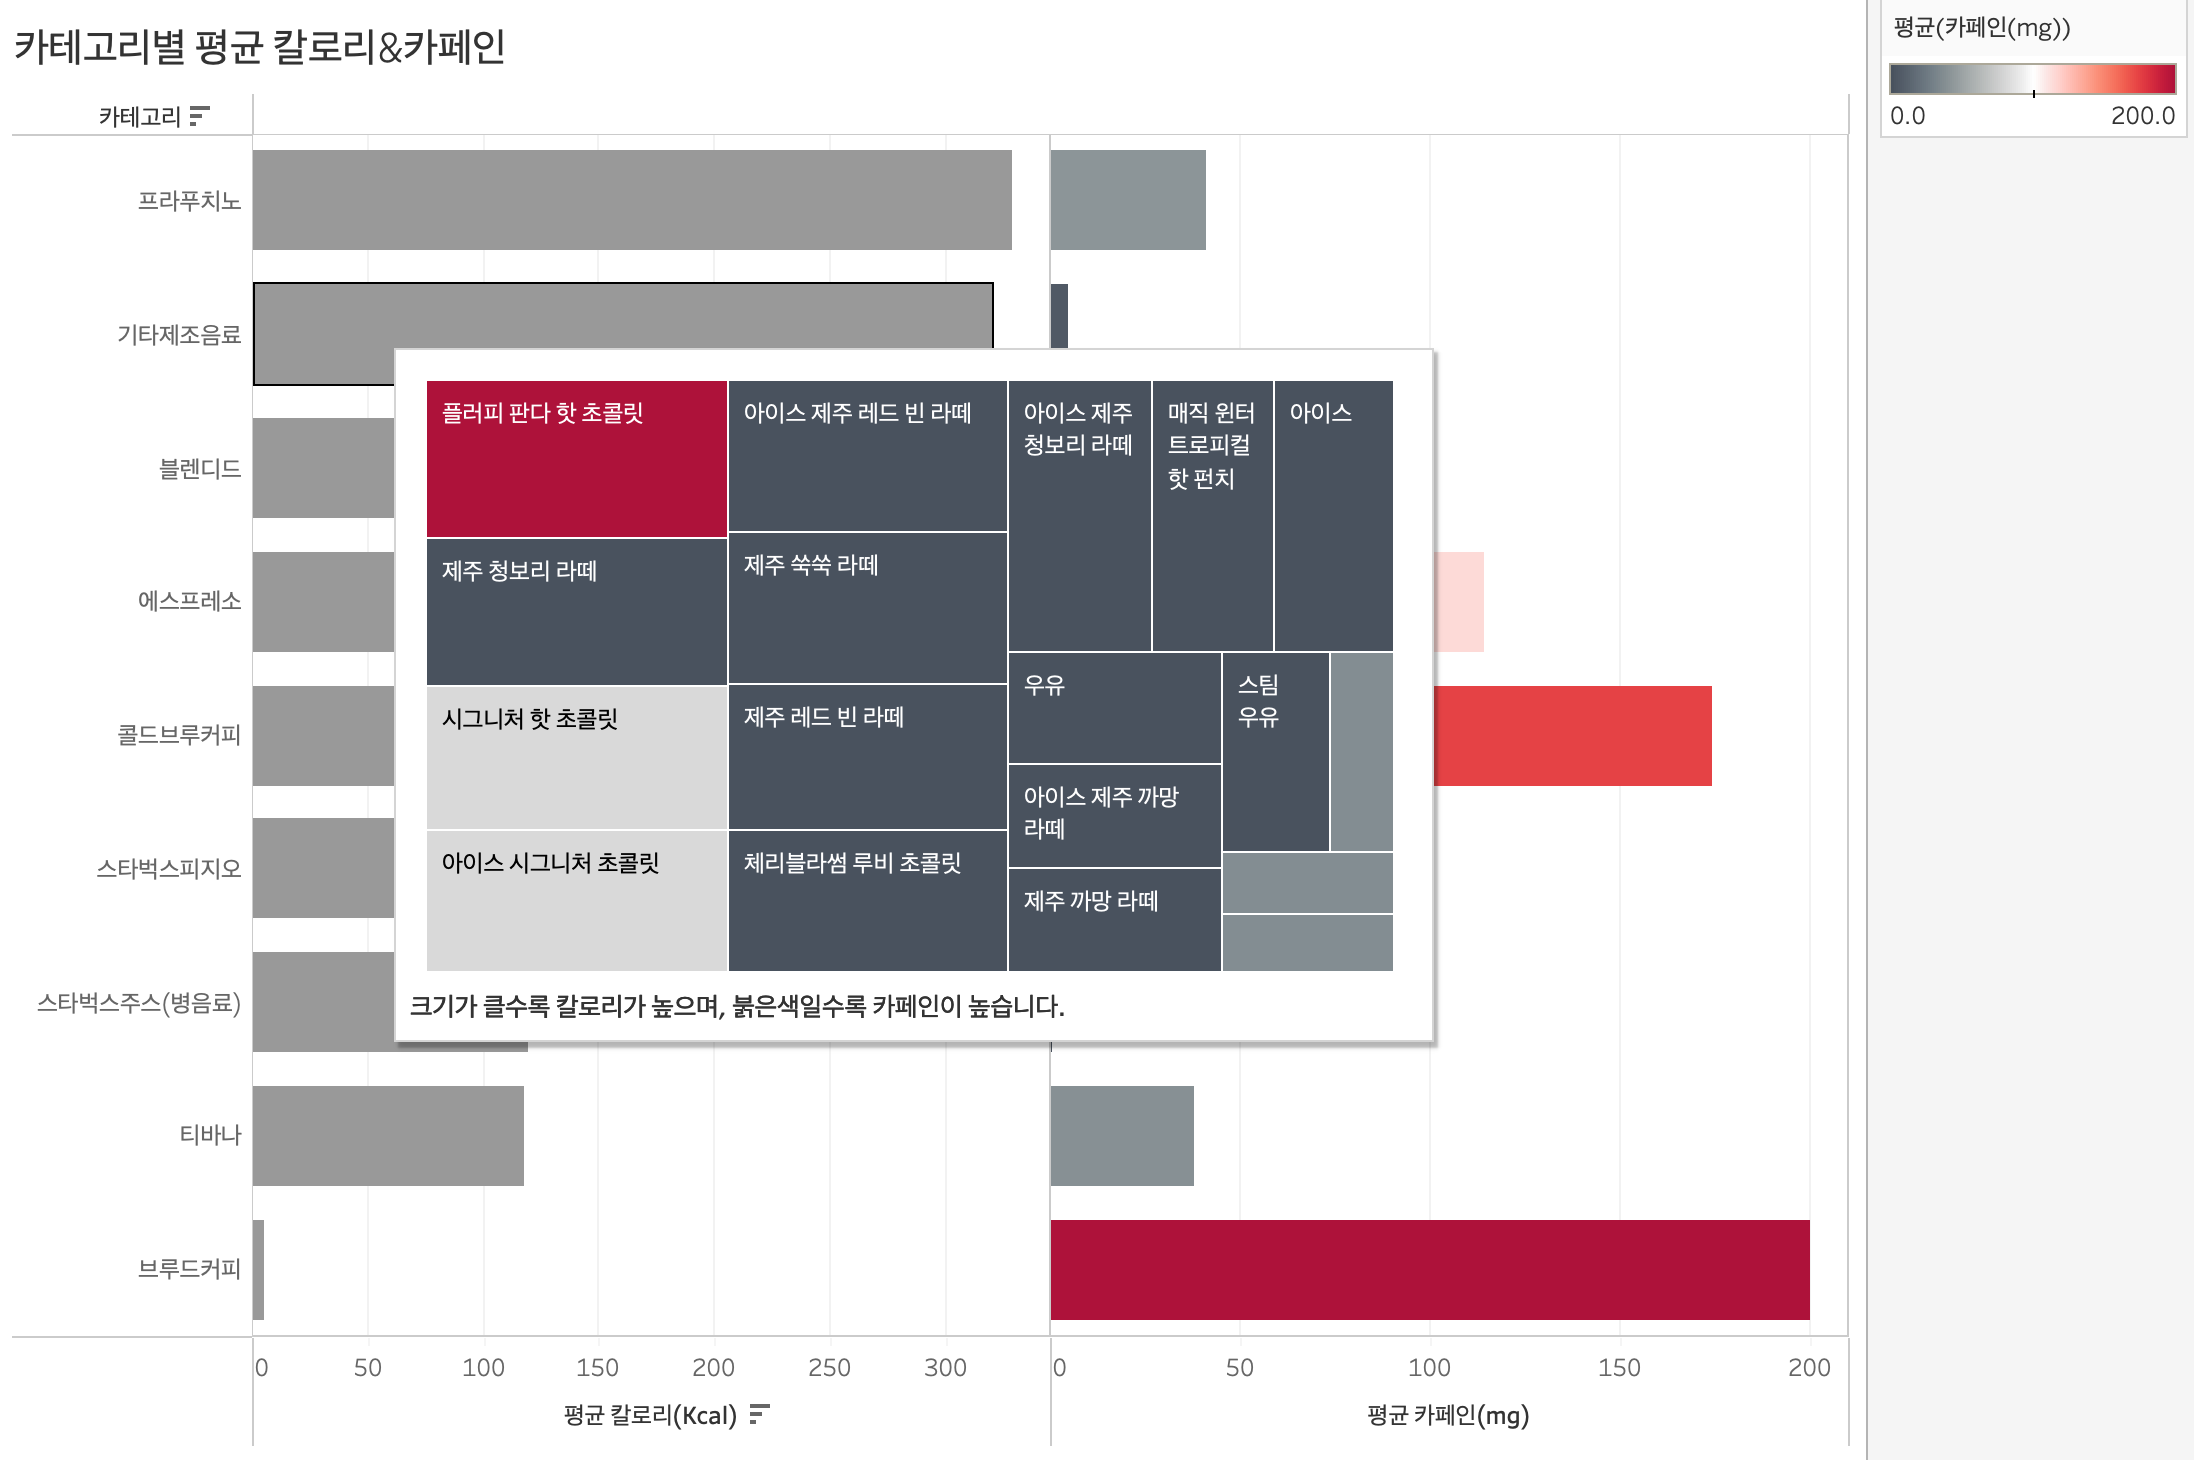 카테고리별 평균 칼로리&카페인
평균(카페인(mg))
0.0
200.0
카테고리
프라푸치노
기타제조음료
블렌디드
에스프레소
콜드브루커피
스타벅스피지오
스타벅스주스(병음료)
티바나
브루드커피
플러피 판다 핫 초콜릿
제주 청보리 라떼
시그니처 핫 초콜릿
아이스 시그니처 초콜릿
아이스 제주 레드 빈 라떼
제주 쑥쑥 라떼
제주 레드 빈 라떼
체리블라썸 루비 초콜릿
아이스 제주
청보리 라떼
매직 윈터
트로피컬
핫 펀치
아이스
우유
아이스 제주 까망
라떼
제주 까망 라떼
스팀
우유
크기가 클수록 칼로리가 높으며, 붉은색일수록 카페인이 높습니다.
0 50 100 150 200 250 300
0 50 100 150 200
평균 칼로리(Kcal)
평균 카페인(mg)